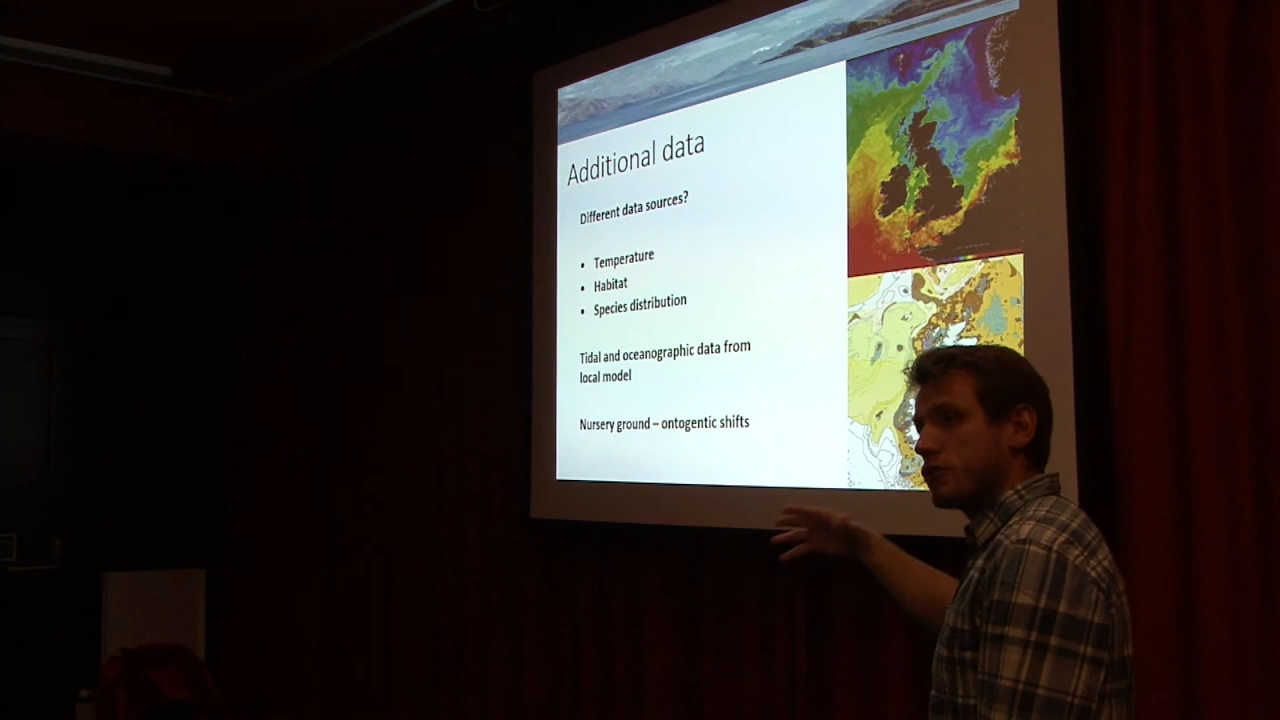 Additional data
Different data sources?
• Temperature
• Habitat
• Species distribution
Tidal and oceanographic data from
local model
Nursery ground – ontogentic shifts